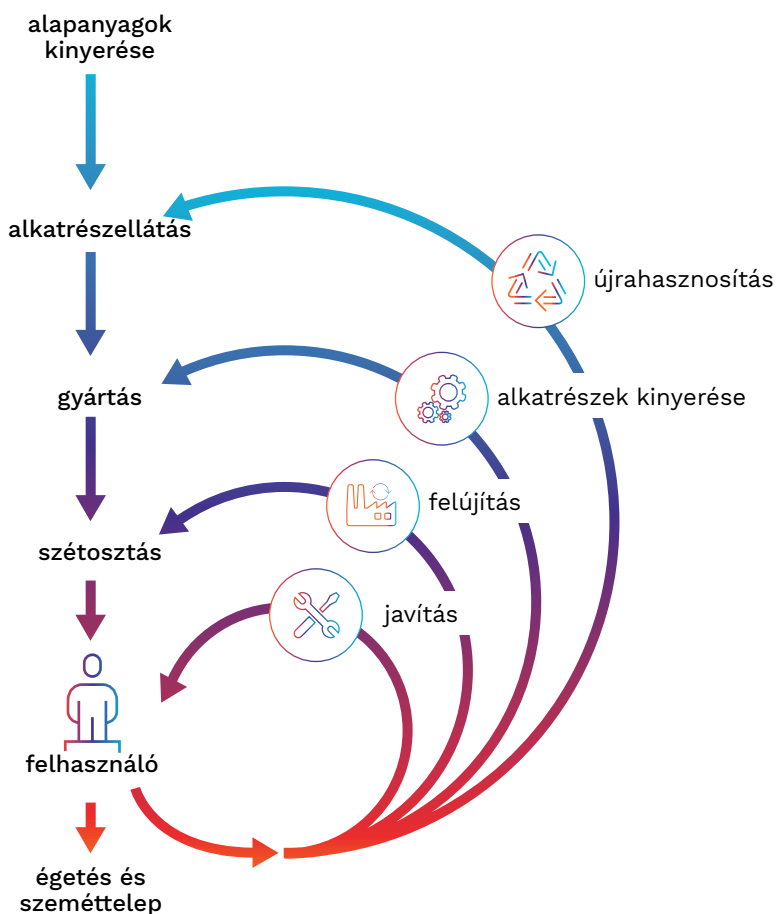 alapanyagok
kinyerése
alkatrészellátás
újrahasznosítás
gyártás
alkatrészek kinyerése
felújítás
szétosztás
javítás
felhasználó
égetés és
szeméttelep